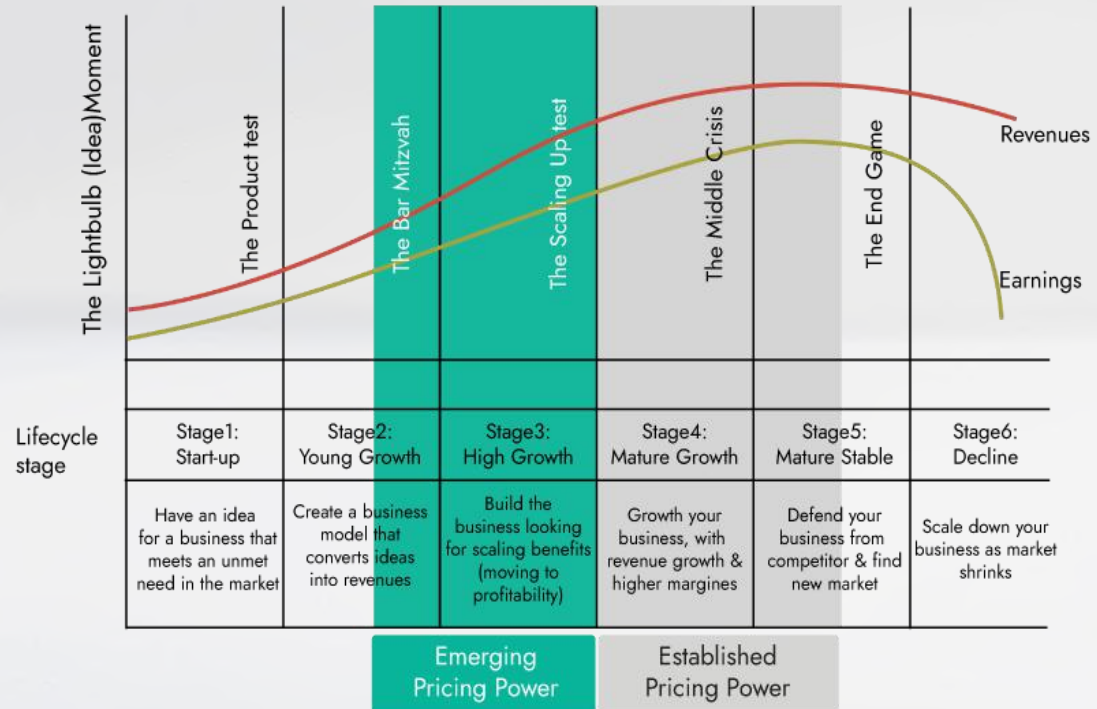 The Lightbulb (Idea)Moment
The Product test
The Bar Mitzvah
The Scaling Up test
The Middle Crisis
The End Game
Revenues
Earnings
Lifecycle
stage
Stage1:
Start-up
Stage2:
Young Growth
Stage3:
High Growth
Stage4:
Mature Growth
Stage5:
Mature Stable
Stage6:
Decline
Have an idea
for a business that
meets an unmet
need in the market
Create a business
model that
converts ideas
into revenues
Build the
business looking
for scaling benefits
(moving to
profitability)
Growth your
business, with
revenue growth &
higher margines
Defend your
business from
competitor & find
new market
Scale down your
business as market
shrinks
Emerging
Pricing Power
Established
Pricing Power